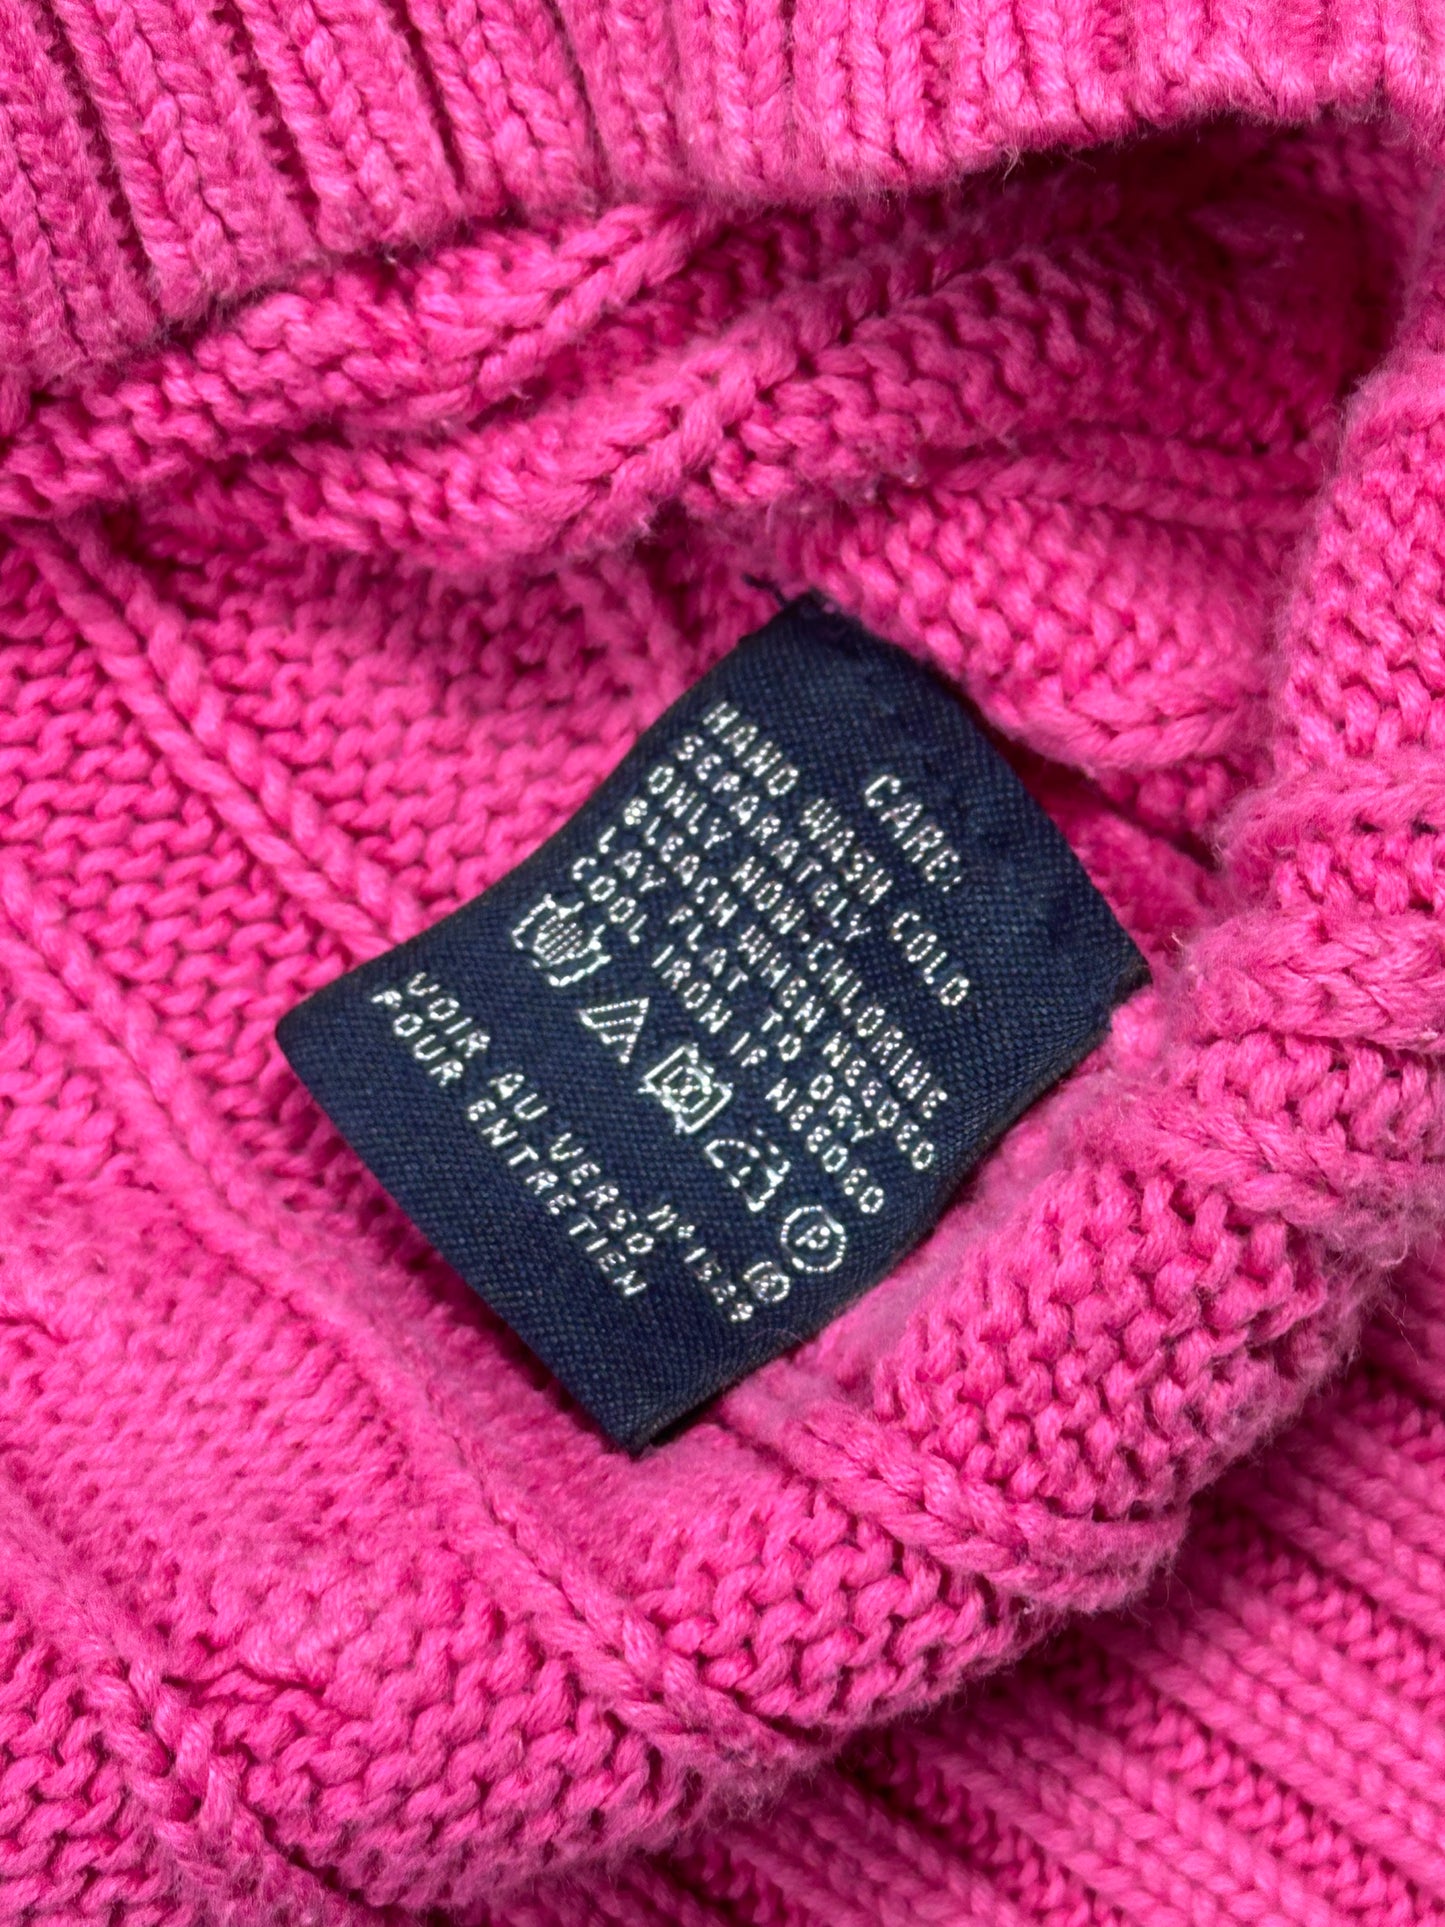 CARE:
HAND WASH COLD
SEPARATELY
ONLY NON-CHLORINE
BLEACH WHEN NEEDED
LAY FLAT TO DRY
COOL IRON IF NEEDED
P
N° 1529
VOIR AU VERSO
POUR ENTRETIEN